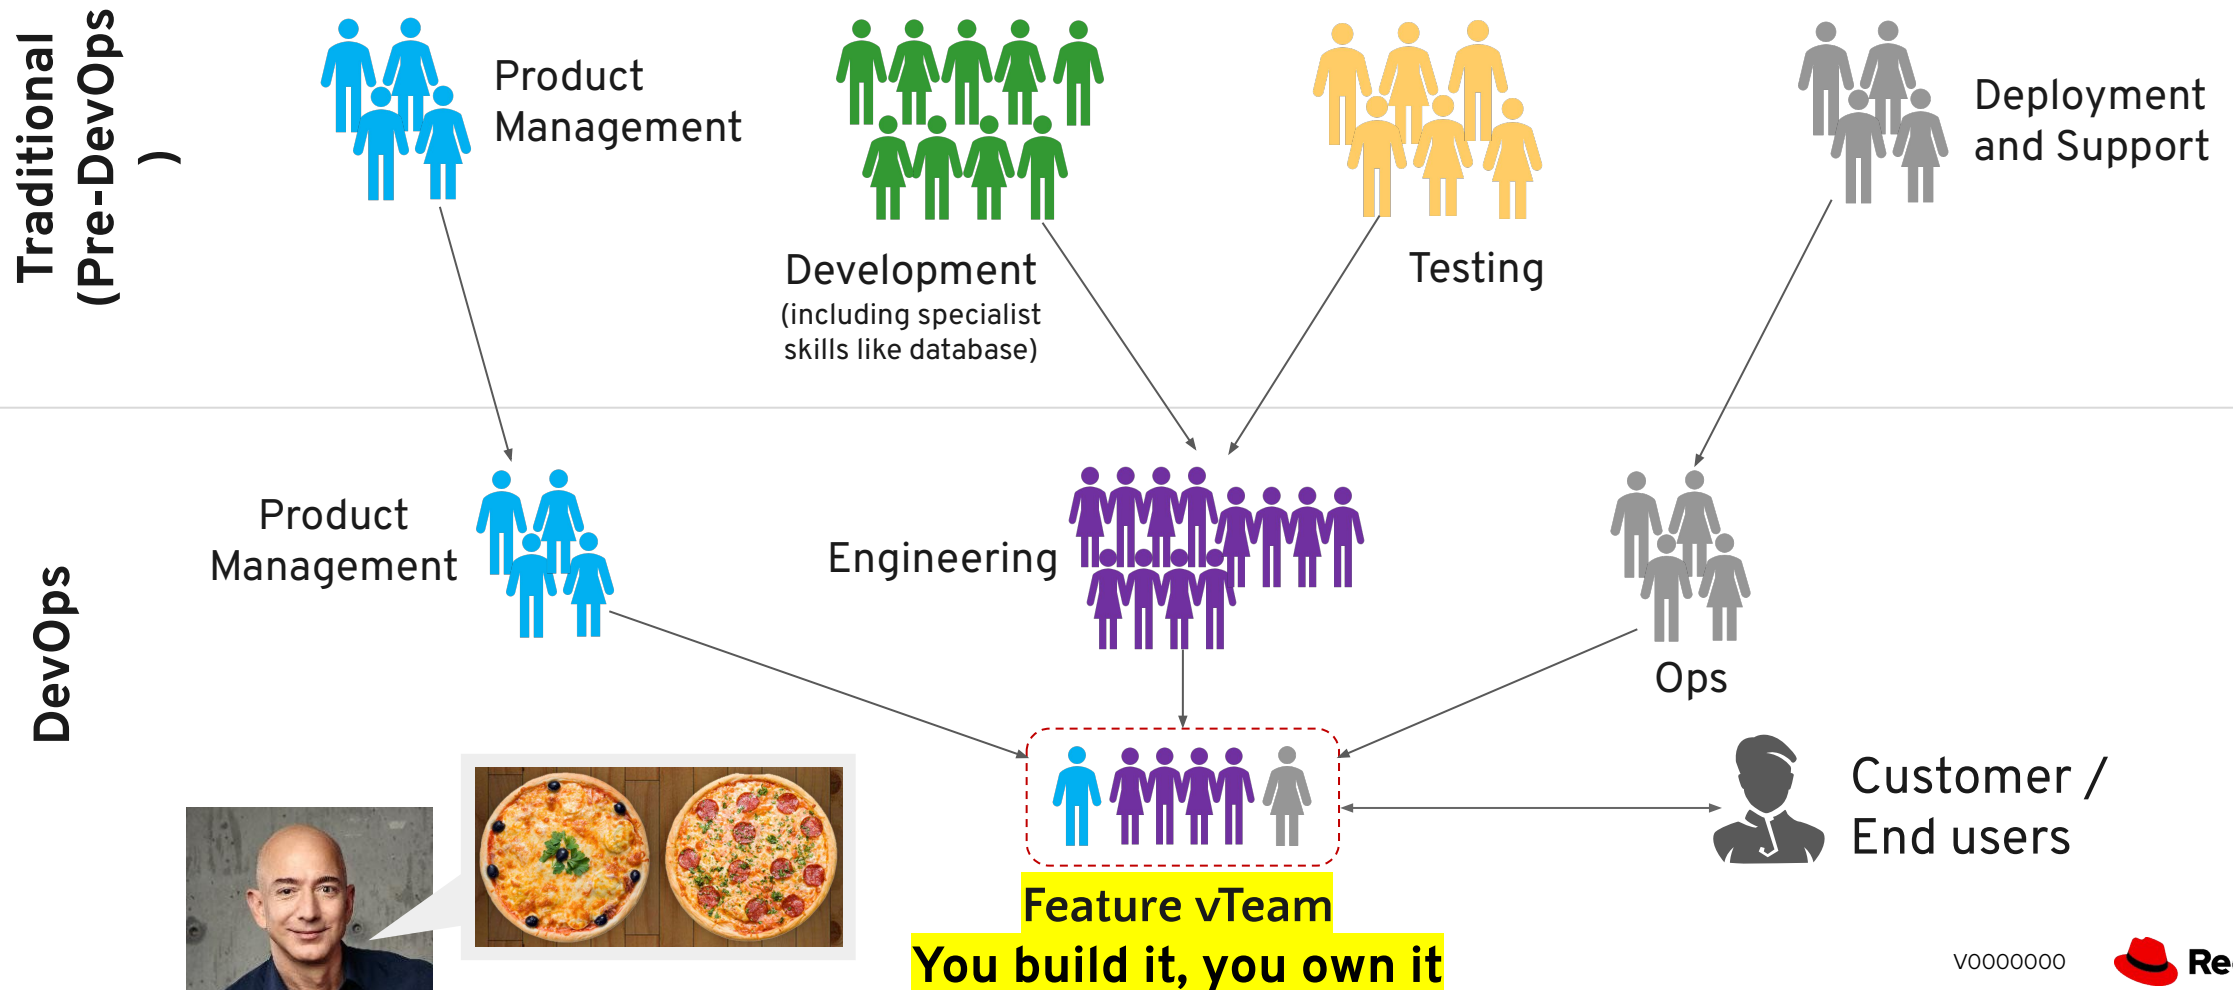 Traditional
(Pre-DevOps
)
Product
Management
Development
(including specialist
skills like database)
Testing
Deployment
and Support
DevOps
Product
Management
Engineering
Ops
Customer /
End users
Feature vTeam
You build it, you own it
V0000000
Re